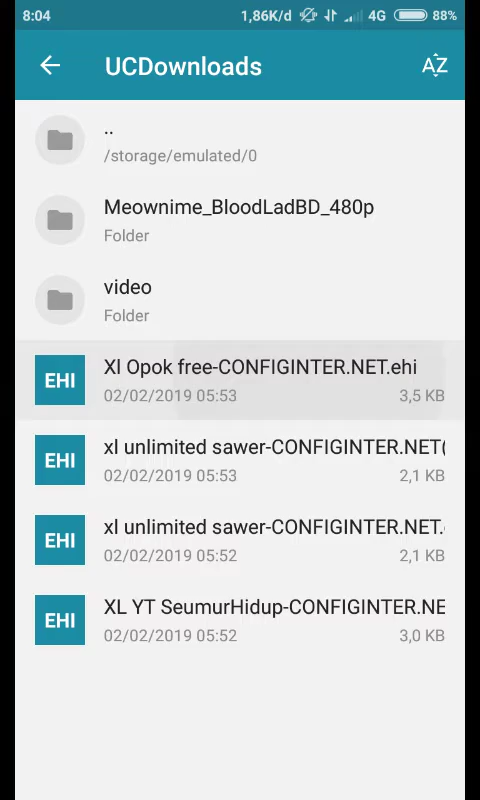 8:04 1,86K/d 4G 88%
UCDownloads AZ
..
/storage/emulated/0
Meownime_BloodLadBD_480p
Folder
video
Folder
EHI Xl Opok free-CONFIGINTER.NET.ehi
02/02/2019 05:53 3,5 KB
EHI xl unlimited sawer-CONFIGINTER.NET(
02/02/2019 05:53 2,1 KB
EHI xl unlimited sawer-CONFIGINTER.NET.
02/02/2019 05:52 2,1 KB
EHI XL YT SeumurHidup-CONFIGINTER.NE
02/02/2019 05:52 3,0 KB